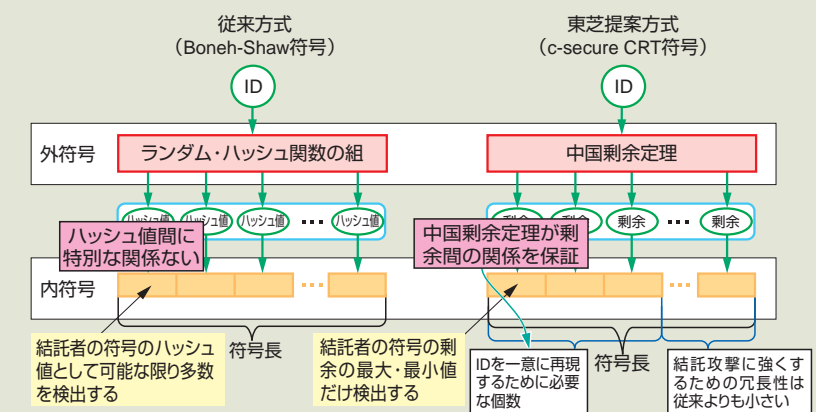 従来方式
（Boneh-Shaw符号）
東芝提案方式
（c-secure CRT符号）
ID
ID
外符号
ランダム・ハッシュ関数の組
中国剰余定理
ハッシュ値
ハッシュ値
ハッシュ値
…
ハッシュ値
剰余
剰余
剰余
…
剰余
ハッシュ値間に
特別な関係ない
中国剰余定理が剰
余間の関係を保証
内符号
…
…
結託者の符号のハッシュ
値として可能な限り多数
を検出する
符号長
結託者の符号の剰
余の最大・最小値
だけ検出する
IDを一意に再現
するために必要
な個数
符号長
結託攻撃に強くす
るための冗長性は
従来よりも小さい